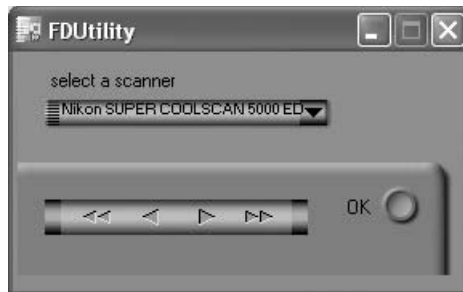 FDUtility
select a scanner
Nikon SUPER COOLSCAN 5000 ED
OK